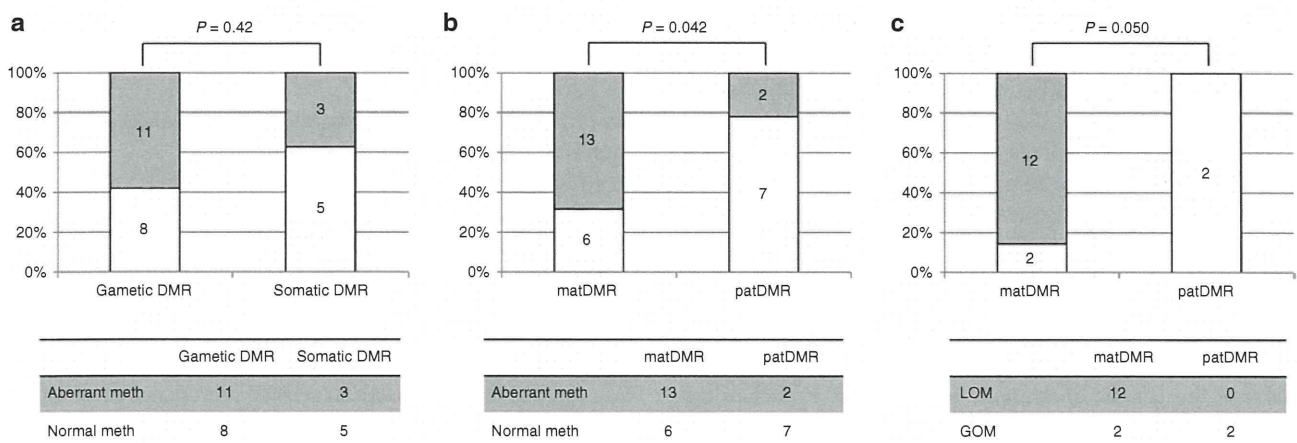 a
P = 0.42
100%
80%
60%
40%
20%
0%
11
8
3
5
Gametic DMR
Somatic DMR
Gametic DMR Somatic DMR
Aberrant meth 11 3
Normal meth 8 5
b
P = 0.042
100%
80%
60%
40%
20%
0%
13
6
2
7
matDMR
patDMR
matDMR patDMR
Aberrant meth 13 2
Normal meth 6 7
c
P = 0.050
100%
80%
60%
40%
20%
0%
12
2
2
matDMR
patDMR
matDMR patDMR
LOM 12 0
GOM 2 2